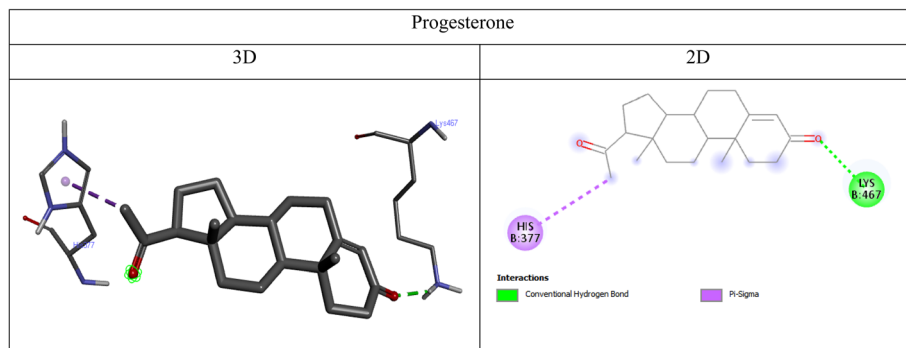 Progesterone
3D
2D
Lys467
O
O
LYS
B:467
HIS
B:377
Interactions
Conventional Hydrogen Bond
Pi-Sigma